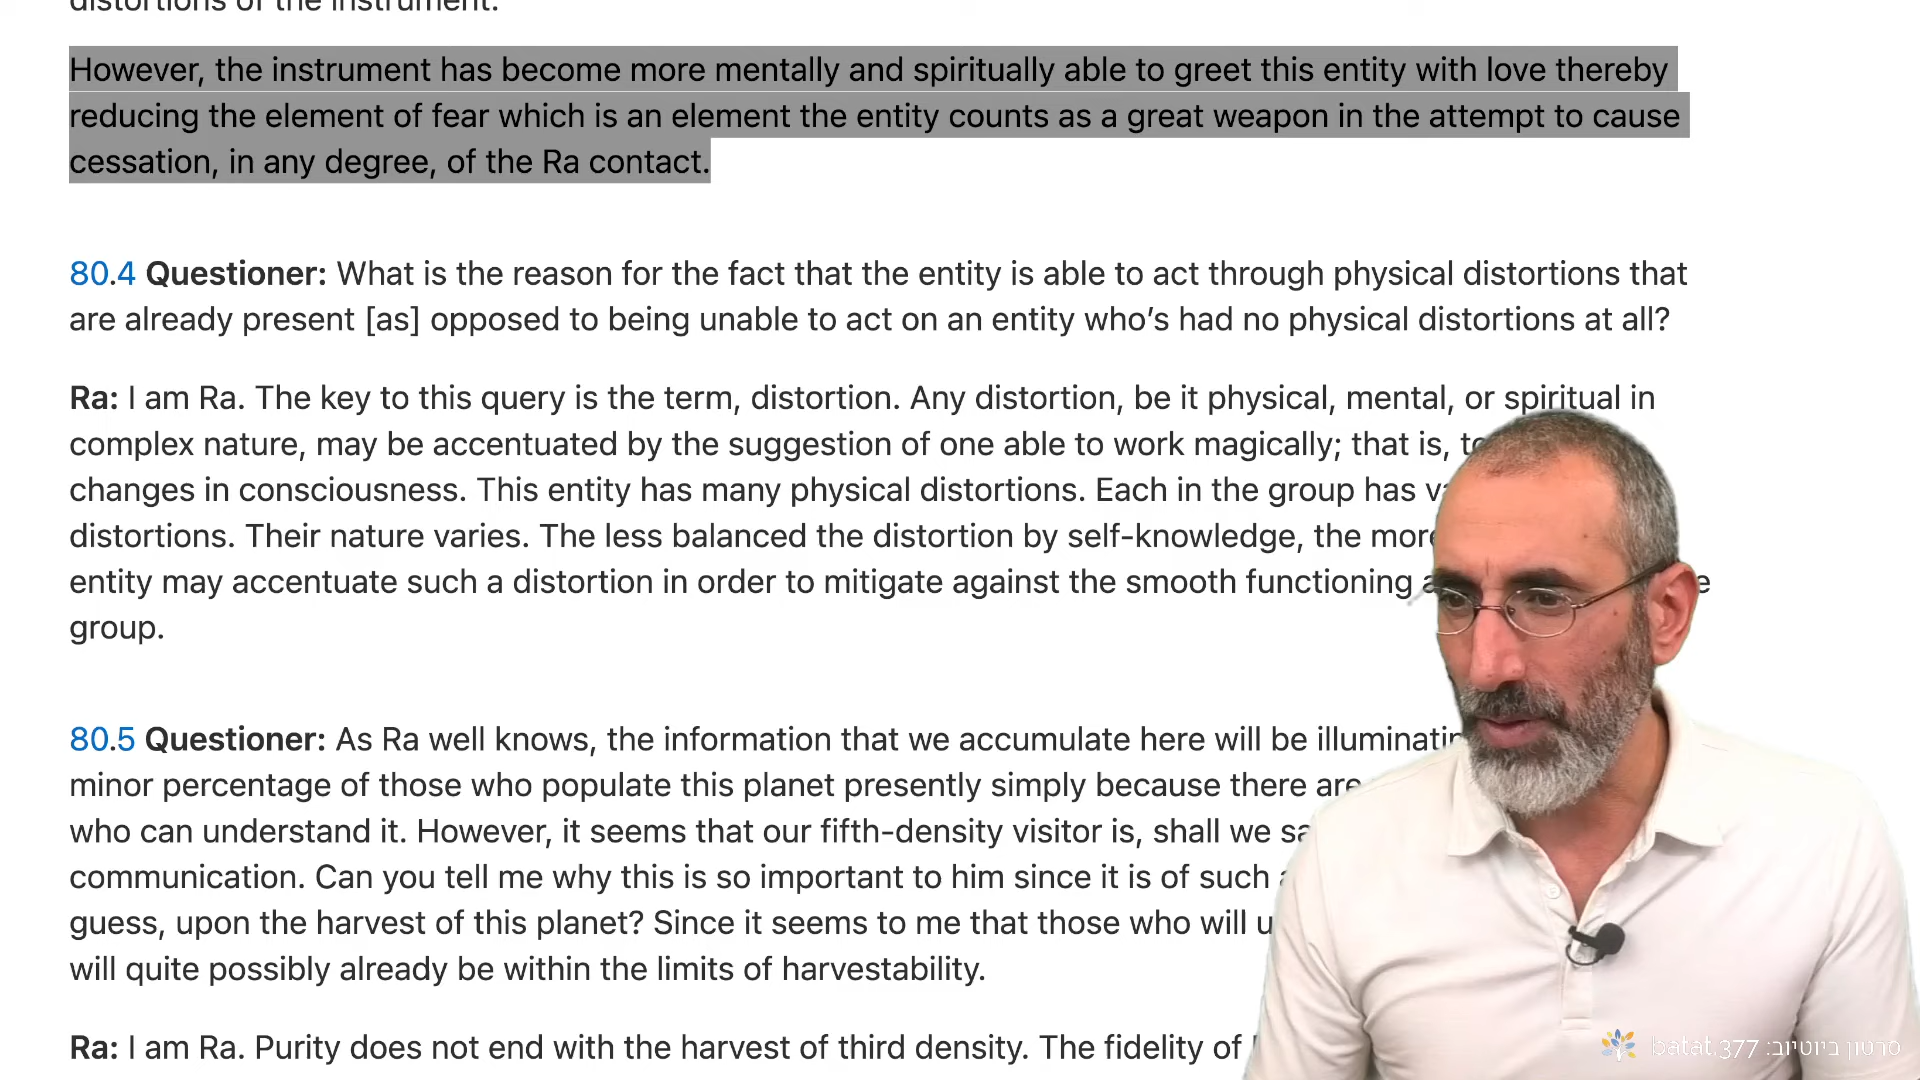 distortions of the instrument.
However, the instrument has become more mentally and spiritually able to greet this entity with love thereby
reducing the element of fear which is an element the entity counts as a great weapon in the attempt to cause
cessation, in any degree, of the Ra contact.
80.4 Questioner: What is the reason for the fact that the entity is able to act through physical distortions that
are already present [as] opposed to being unable to act on an entity who’s had no physical distortions at all?
Ra: I am Ra. The key to this query is the term, distortion. Any distortion, be it physical, mental, or spiritual in
complex nature, may be accentuated by the suggestion of one able to work magically; that is,
changes in consciousness. This entity has many physical distortions. Each in the group has
distortions. Their nature varies. The less balanced the distortion by self-knowledge, the
entity may accentuate such a distortion in order to mitigate against the smooth functioning
group.
80.5 Questioner: As Ra well knows, the information that we accumulate here will be
minor percentage of those who populate this planet presently simply because there
who can understand it. However, it seems that our fifth-density visitor is, shall we
communication. Can you tell me why this is so important to him since it is of such
guess, upon the harvest of this planet? Since it seems to me that those who will
will quite possibly already be within the limits of harvestability.
Ra: I am Ra. Purity does not end with the harvest of third density. The fidelity of
סרטון ביוטיוב: batat.377